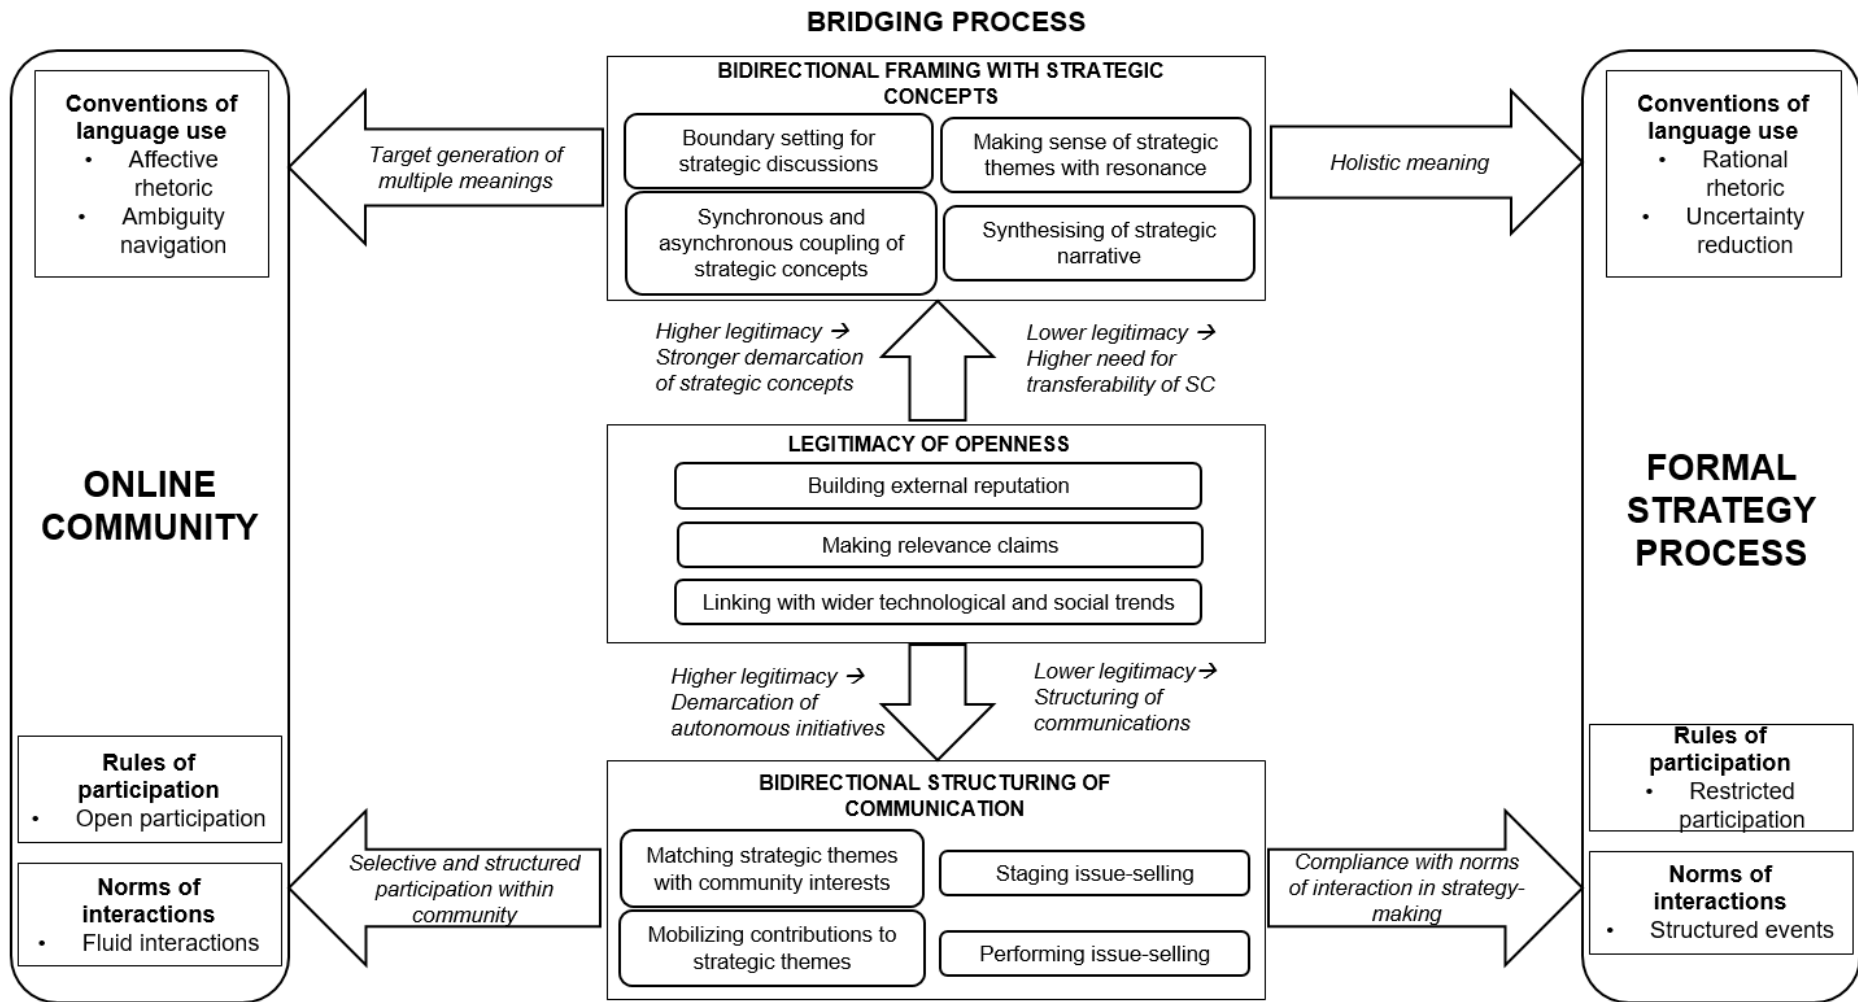 BRIDGING PROCESS
Conventions of
language use
• Affective
rhetoric
• Ambiguity
navigation
ONLINE
COMMUNITY
Rules of
participation
• Open participation
Norms of
interactions
• Fluid interactions
Target generation of
multiple meanings
BIDIRECTIONAL FRAMING WITH STRATEGIC
CONCEPTS
Boundary setting for
strategic discussions
Making sense of strategic
themes with resonance
Synchronous and
asynchronous coupling of
strategic concepts
Synthesising of strategic
narrative
Holistic meaning
Higher legitimacy →
Stronger demarcation
of strategic concepts
Lower legitimacy →
Higher need for
transferability of SC
LEGITIMACY OF OPENNESS
Building external reputation
Making relevance claims
Linking with wider technological and social trends
Higher legitimacy →
Demarcation of
autonomous initiatives
Lower legitimacy→
Structuring of
communications
Selective and structured
participation within
community
BIDIRECTIONAL STRUCTURING OF
COMMUNICATION
Matching strategic themes
with community interests
Staging issue-selling
Mobilizing contributions to
strategic themes
Performing issue-selling
Compliance with norms
of interaction in strategy-
making
Conventions of
language use
• Rational
rhetoric
• Uncertainty
reduction
FORMAL
STRATEGY
PROCESS
Rules of
participation
• Restricted
participation
Norms of
interactions
• Structured events